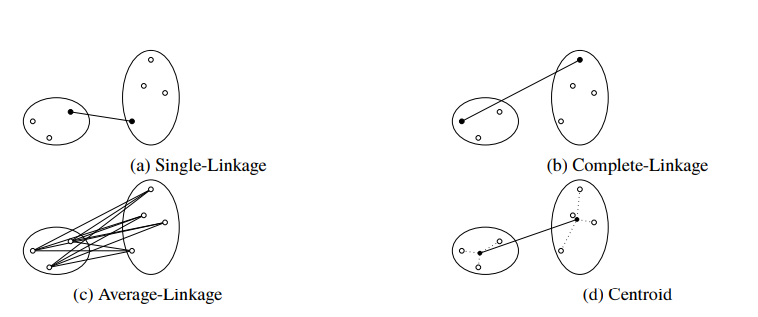 (a) Single-Linkage
(b) Complete-Linkage
(c) Average-Linkage
(d) Centroid